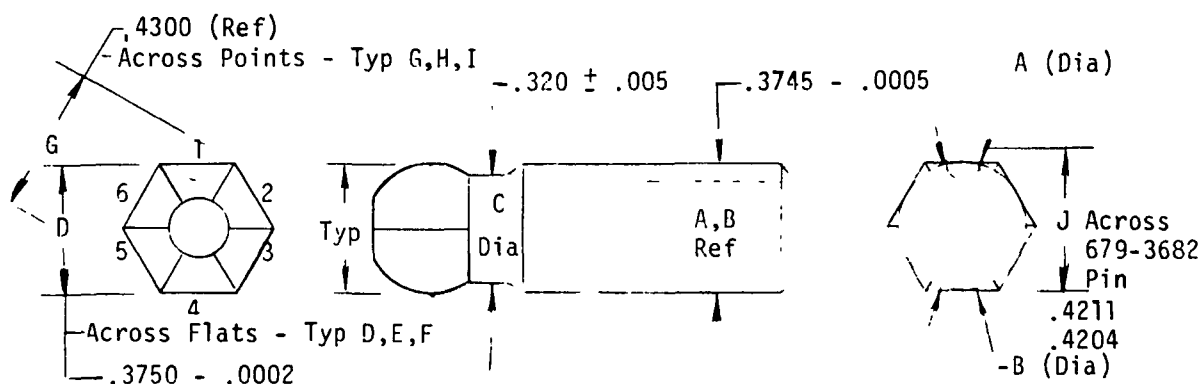 .4300 (Ref)
-Across Points - Typ G,H,I
-.320 ± .005
.3745 - .0005
A (Dia)
G
1
6
2
D
5
3
4
Typ
C
Dia
A,B
Ref
J Across
679-3682
Pin
.4211
.4204
-B (Dia)
Across Flats - Typ D,E,F
.3750 - .0002